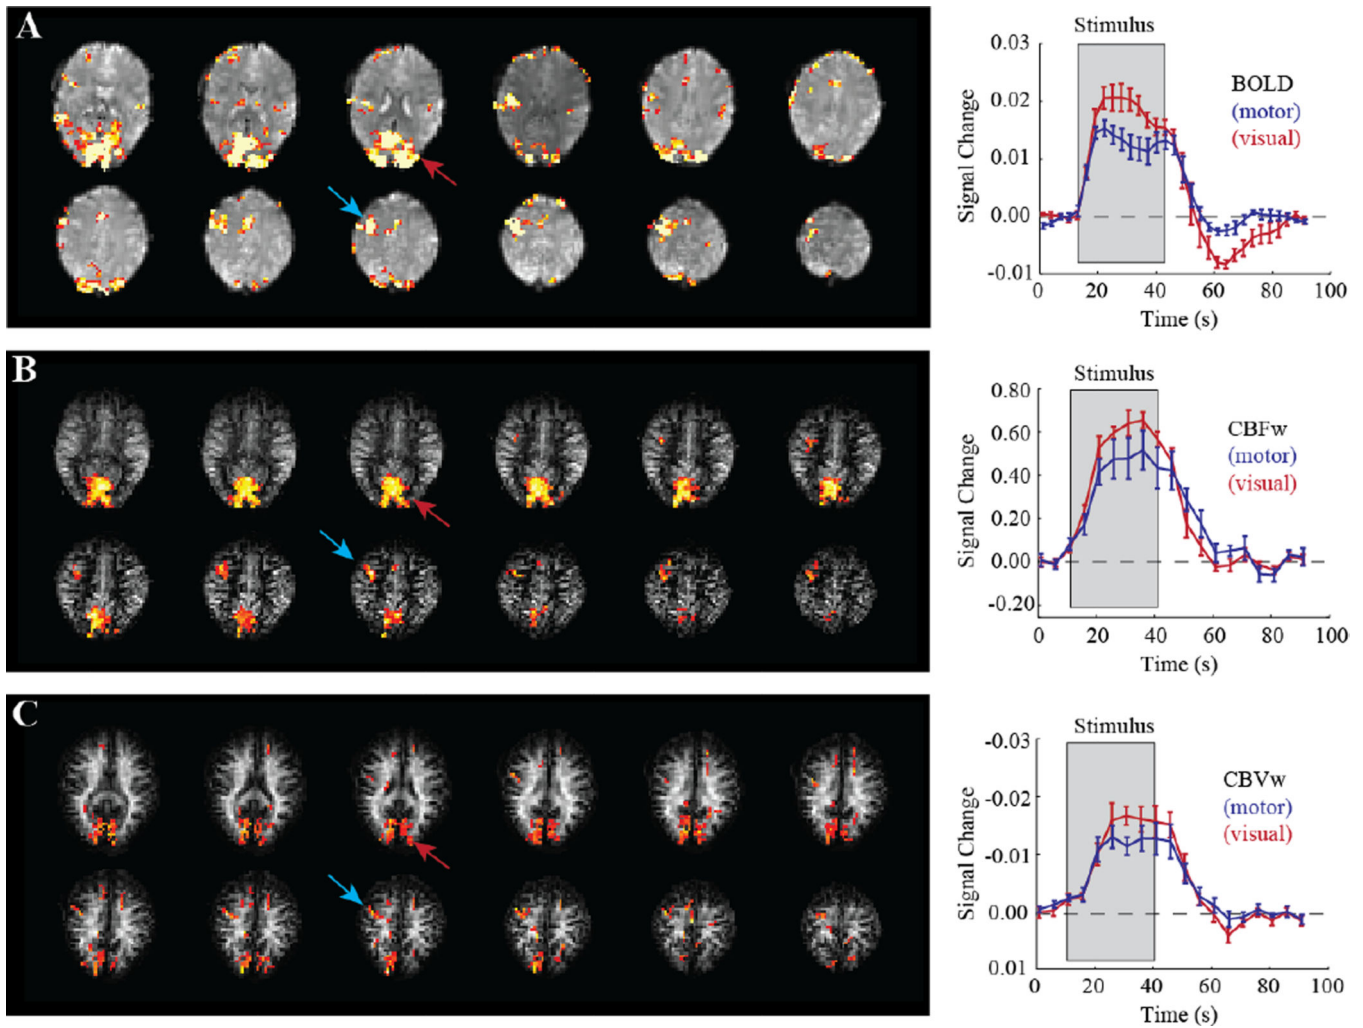 A
Stimulus
0.03
0.02
0.01
0.00
-0.01
Signal Change
BOLD
(motor)
(visual)
0 20 40 60 80 100
Time (s)
B
Stimulus
0.80
0.60
0.40
0.20
0.00
-0.20
Signal Change
CBFw
(motor)
(visual)
0 20 40 60 80 100
Time (s)
C
Stimulus
-0.03
-0.02
-0.01
0.00
0.01
Signal Change
CBVw
(motor)
(visual)
0 20 40 60 80 100
Time (s)